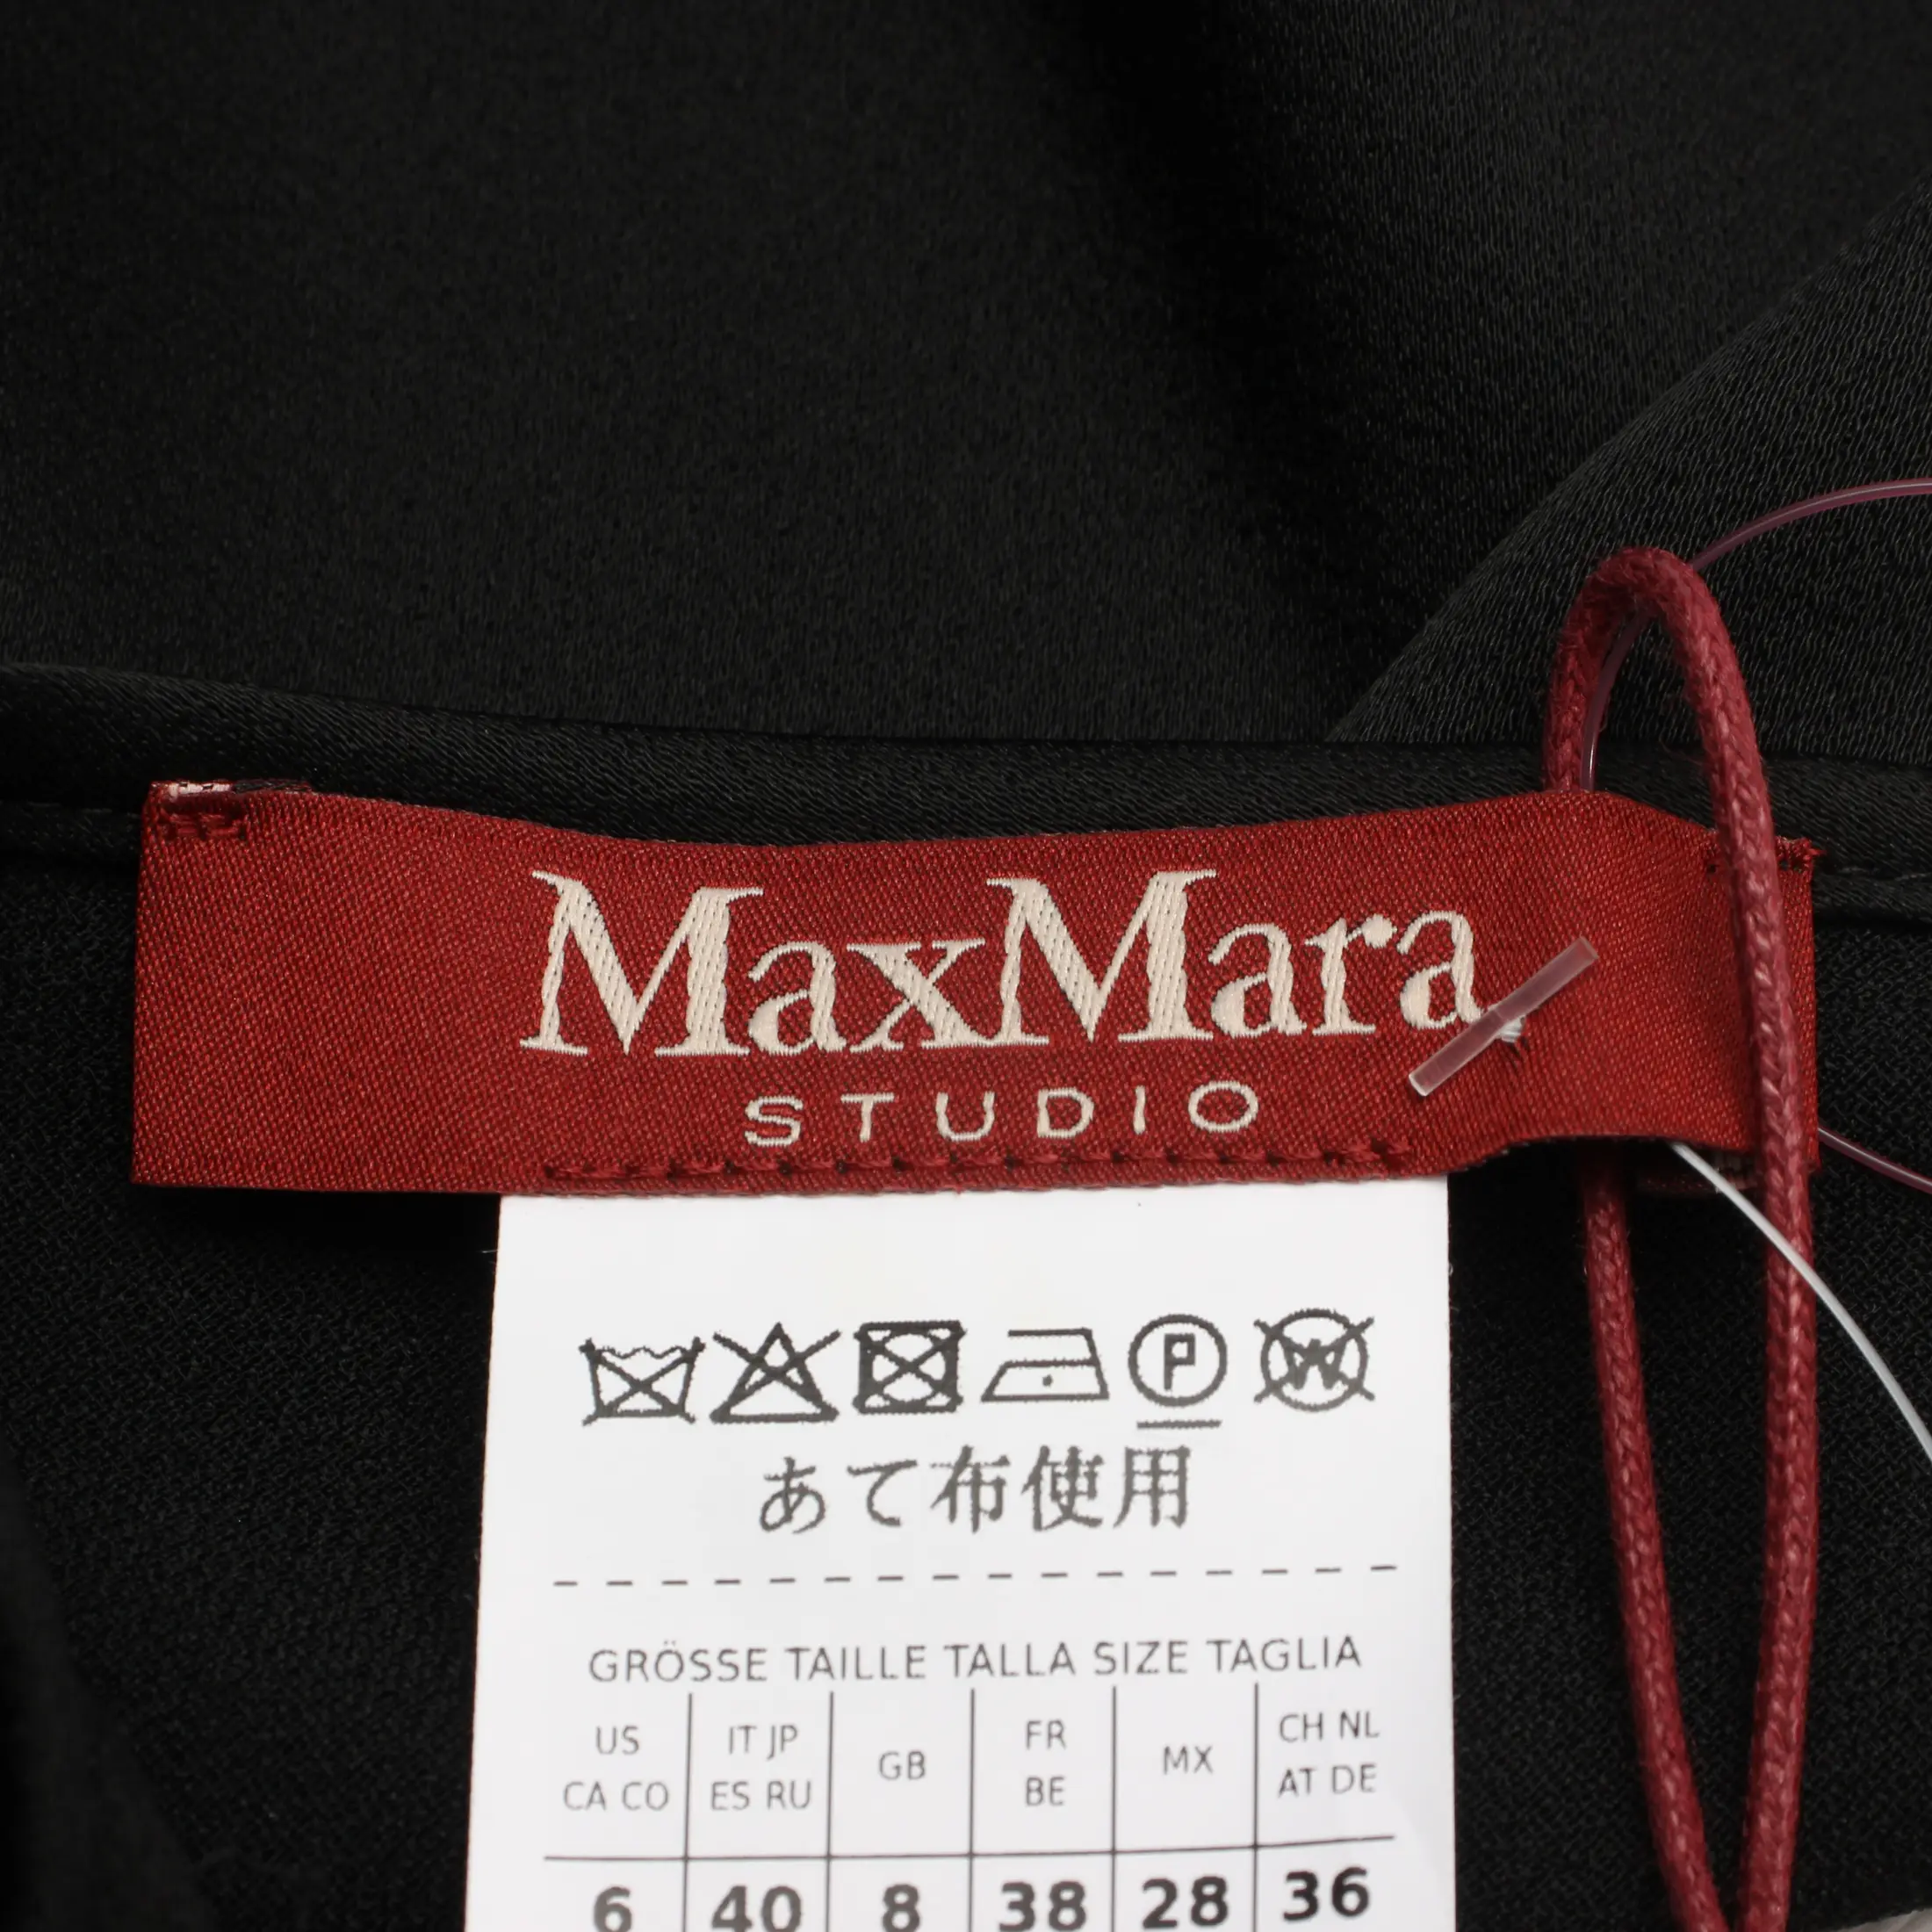 MaxMara
STUDIO
P W
あて布使用
GRÖSSE TAILLE TALLA SIZE TAGLIA
US IT JP GB FR MX CH NL
CA CO ES RU BE AT DE
6 40 8 38 28 36